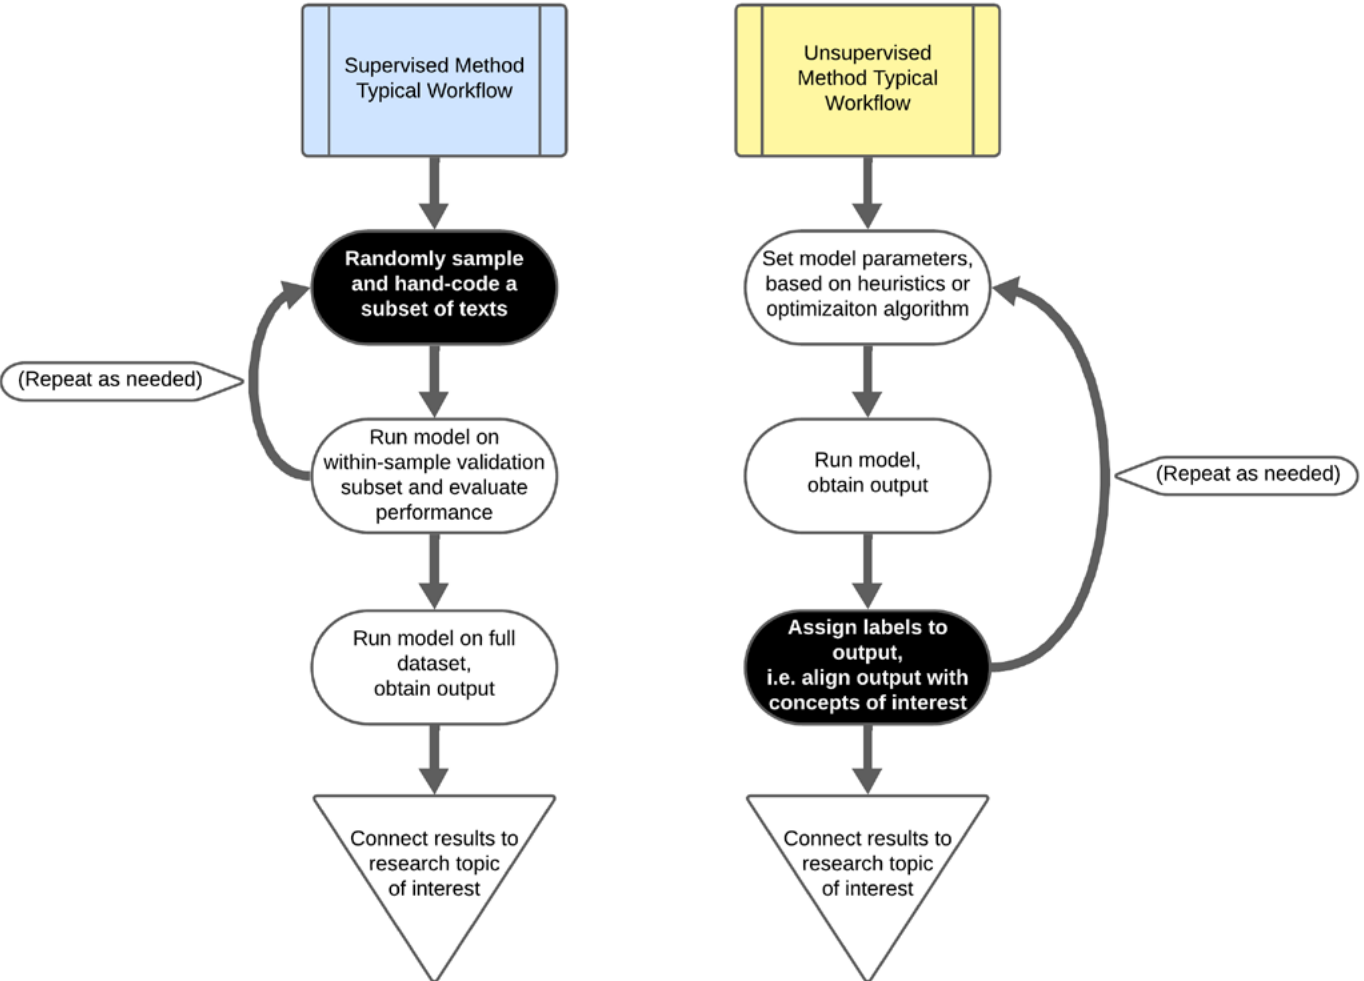 Supervised Method
Typical Workflow
Randomly sample
and hand-code a
subset of texts
(Repeat as needed)
Run model on
within-sample validation
subset and evaluate
performance
Run model on full
dataset,
obtain output
Connect results to
research topic
of interest
Unsupervised
Method Typical
Workflow
Set model parameters,
based on heuristics or
optimizaiton algorithm
Run model,
obtain output
(Repeat as needed)
Assign labels to
output,
i.e. align output with
concepts of interest
Connect results to
research topic
of interest